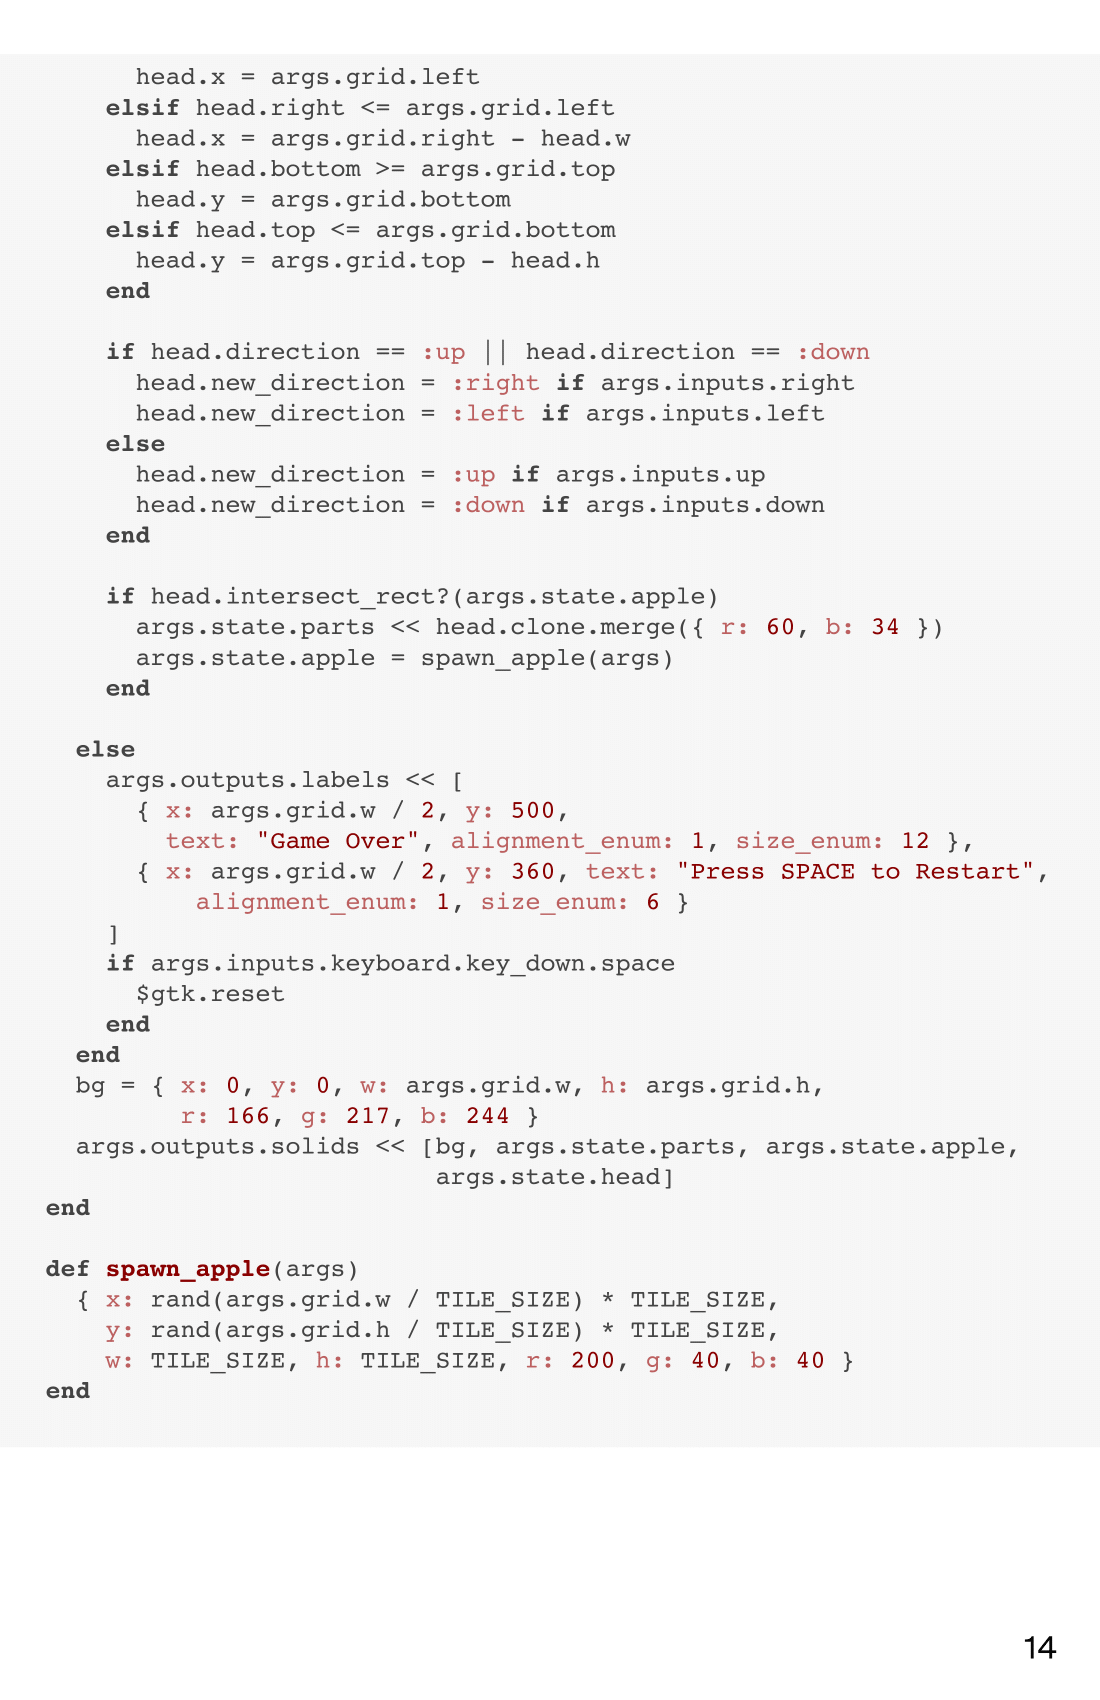 head.x = args.grid.left
    elsif head.right <= args.grid.left
      head.x = args.grid.right - head.w
    elsif head.bottom >= args.grid.top
      head.y = args.grid.bottom
    elsif head.top <= args.grid.bottom
      head.y = args.grid.top - head.h
    end

    if head.direction == :up || head.direction == :down
      head.new_direction = :right if args.inputs.right
      head.new_direction = :left if args.inputs.left
    else
      head.new_direction = :up if args.inputs.up
      head.new_direction = :down if args.inputs.down
    end

    if head.intersect_rect?(args.state.apple)
      args.state.parts << head.clone.merge({ r: 60, b: 34 })
      args.state.apple = spawn_apple(args)
    end

  else
    args.outputs.labels << [
      { x: args.grid.w / 2, y: 500,
        text: "Game Over", alignment_enum: 1, size_enum: 12 },
      { x: args.grid.w / 2, y: 360, text: "Press SPACE to Restart",
          alignment_enum: 1, size_enum: 6 }
    ]
    if args.inputs.keyboard.key_down.space
      $gtk.reset
    end
  end
  bg = { x: 0, y: 0, w: args.grid.w, h: args.grid.h,
         r: 166, g: 217, b: 244 }
  args.outputs.solids << [bg, args.state.parts, args.state.apple,
                          args.state.head]
end

def spawn_apple(args)
  { x: rand(args.grid.w / TILE_SIZE) * TILE_SIZE,
    y: rand(args.grid.h / TILE_SIZE) * TILE_SIZE,
    w: TILE_SIZE, h: TILE_SIZE, r: 200, g: 40, b: 40 }
end

14